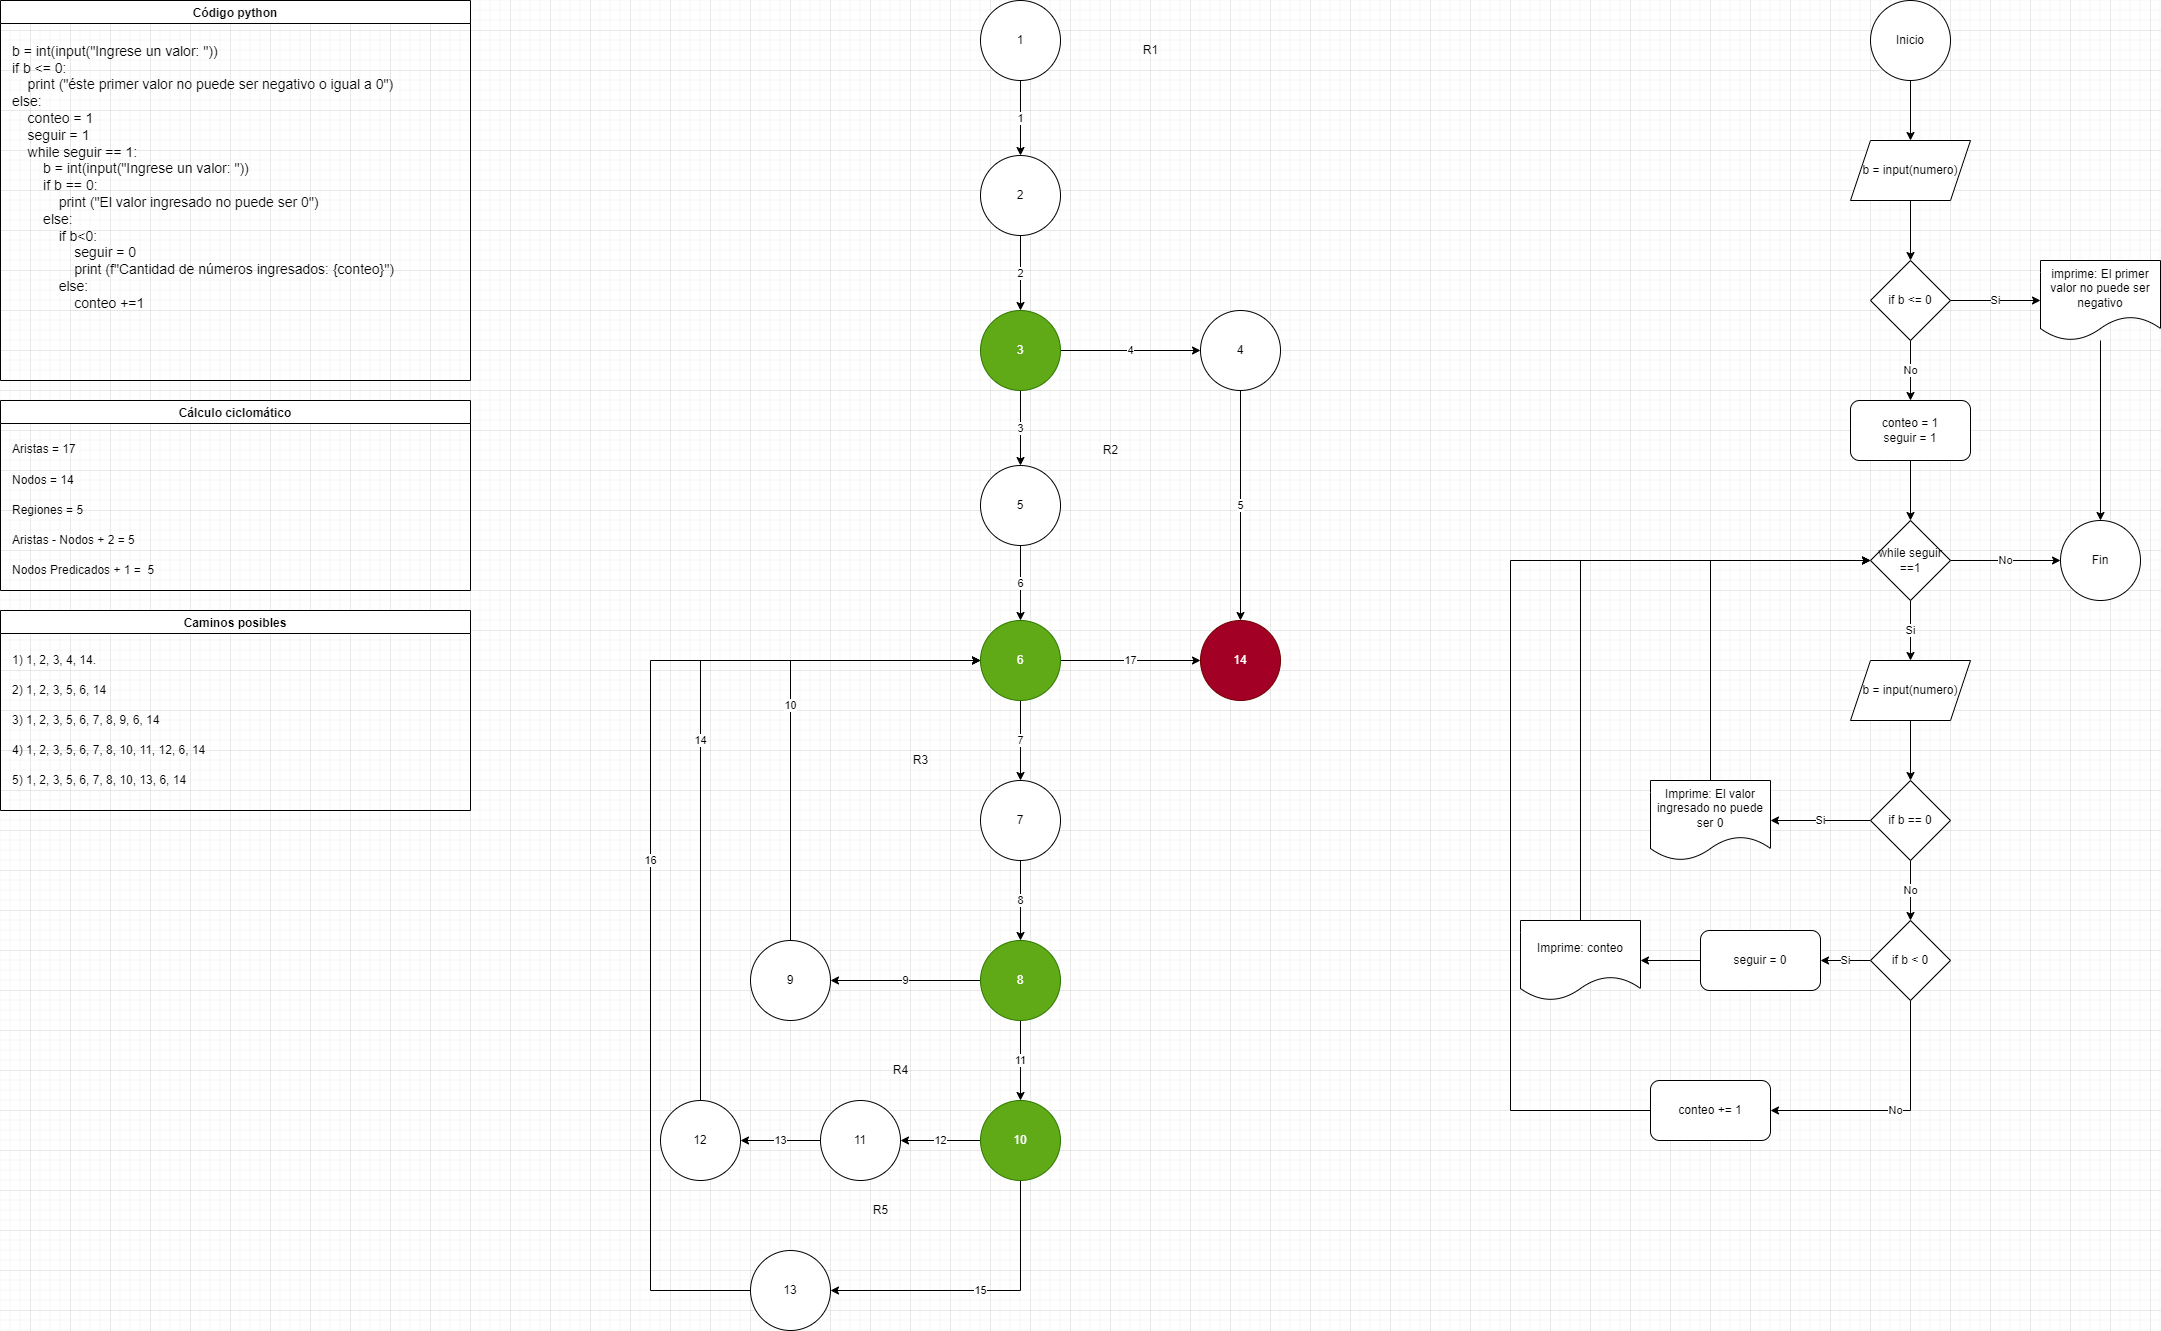 Código python
b = int(input("Ingrese un valor: "))
if b <= 0:
    print ("éste primer valor no puede ser negativo o igual a 0")
else:
    conteo = 1
    seguir = 1
    while seguir == 1:
        b = int(input("Ingrese un valor: "))
        if b == 0:
            print ("El valor ingresado no puede ser 0")
        else:
            if b<0:
                seguir = 0
                print (f"Cantidad de números ingresados: {conteo}")
            else:
                conteo +=1
Cálculo ciclomático
Aristas = 17
Nodos = 14
Regiones = 5
Aristas - Nodos + 2 = 5
Nodos Predicados + 1 =  5
Caminos posibles
1) 1, 2, 3, 4, 14.
2) 1, 2, 3, 5, 6, 14
3) 1, 2, 3, 5, 6, 7, 8, 9, 6, 14
4) 1, 2, 3, 5, 6, 7, 8, 10, 11, 12, 6, 14
5) 1, 2, 3, 5, 6, 7, 8, 10, 13, 6, 14
1
R1
1
2
2
3
4
4
3
R2
5
5
6
6
17
14
10
14
7
R3
7
16
8
9
9
8
11
R4
12
13
11
12
10
R5
13
15
Inicio
b = input(numero)
if b <= 0
Si
imprime: El primer
valor no puede ser
negativo
No
conteo = 1
seguir = 1
while seguir
==1
No
Fin
Si
b = input(numero)
Imprime: El valor
ingresado no puede
ser 0
Si
if b == 0
No
Imprime: conteo
seguir = 0
Si
if b < 0
conteo += 1
No